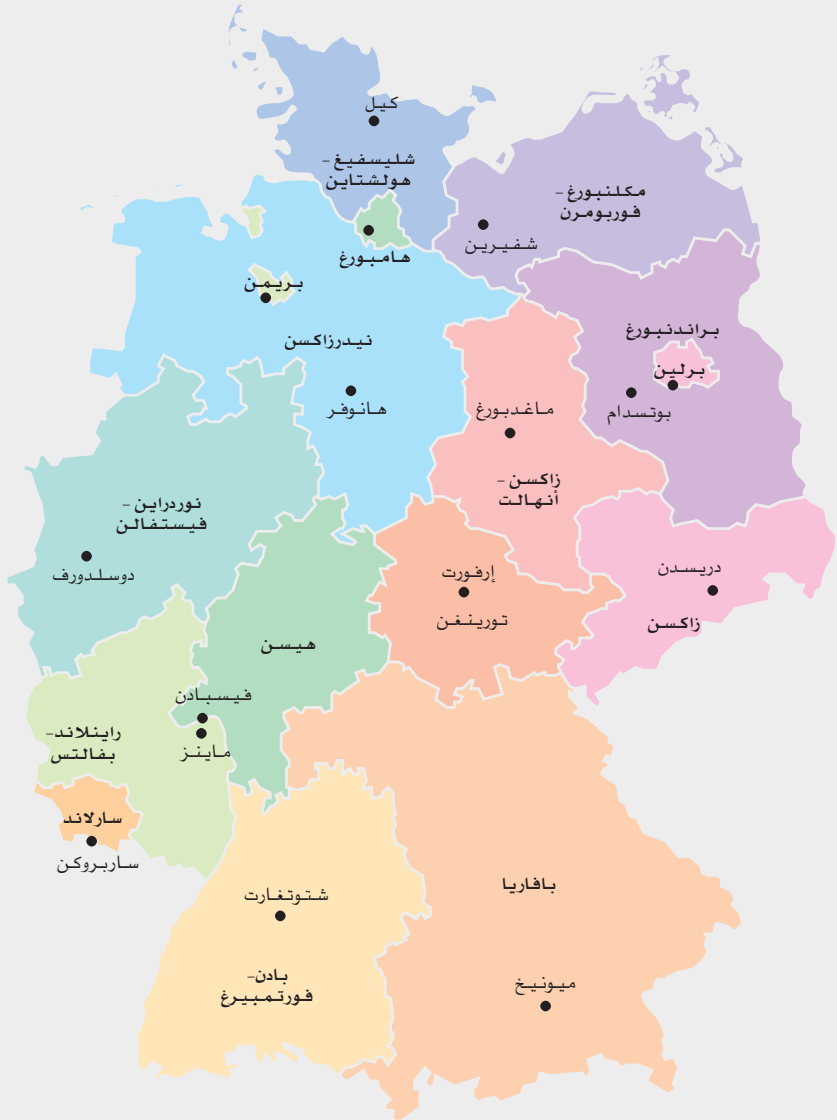 كيل
شليسفيغ –
هولشتاين
مكلنبورغ –
فوربومرن
شفيرين
هامبورغ
بريمن
نيدرزاكسن
براندنبورغ
برلين
بوتسدام
هانوفر
ماغدبورغ
زاكسن –
أنهالت
نوردراين –
فيستفالن
دوسلدورف
إرفورت
تورينغن
دريسدن
زاكسن
هيسن
فيسبادن
ماينز
راينلاند–
بفالتس
سارلاند
ساربروكن
شتوتغارت
بافاريا
بادن–
فورتمبيرغ
ميونيخ